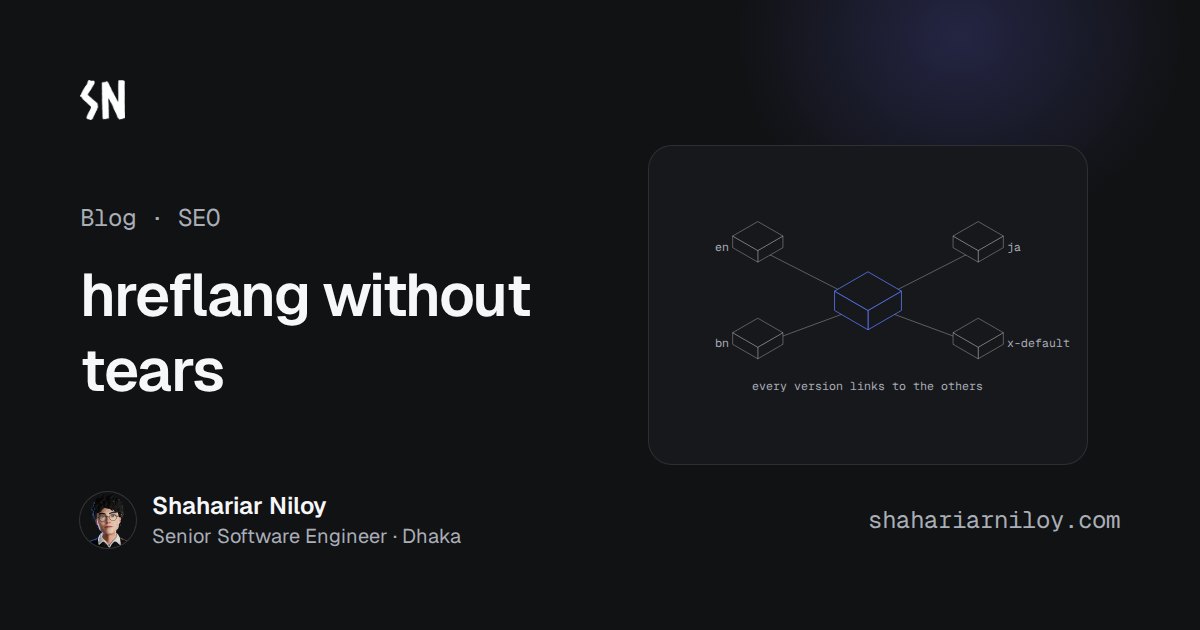 SN
Blog · SEO
hreflang without
tears
en
ja
bn
x-default
every version links to the others
Shahariar Niloy
Senior Software Engineer · Dhaka
shahariarniloy.com